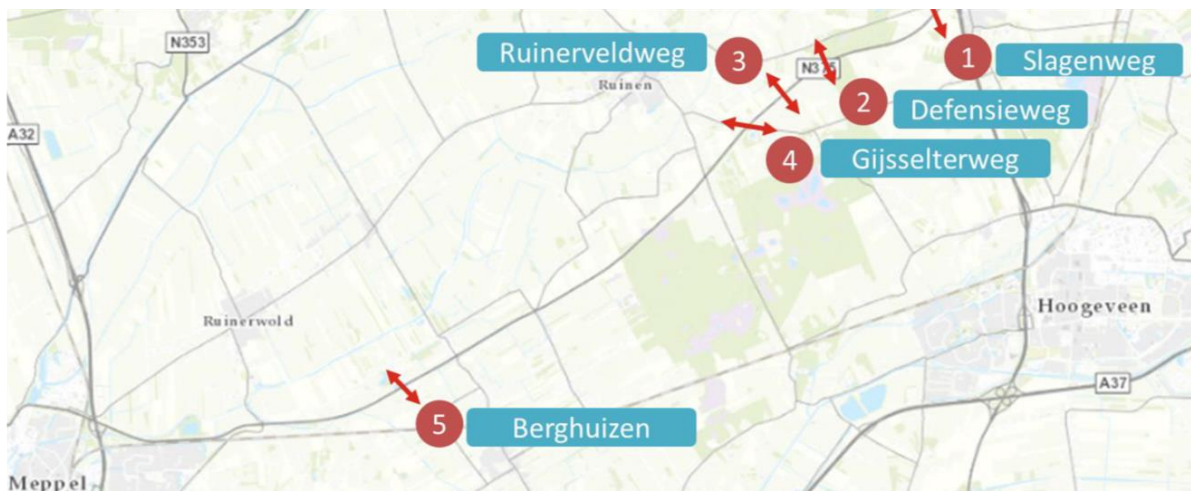 N353
Ruinerveldweg
3
1
Slagenweg
N375
Ruinen
2
Defensieweg
A32
4
Gijsselterweg
Hoogeveen
Ruinerwold
A37
5
Berghuizen
Meppel